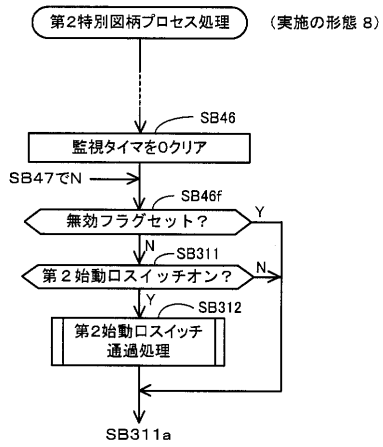 第2特別図柄プロセス処理
(実施の形態 8)
SB46
監視タイマを0クリア
SB47でN
SB46f
無効フラグセット?
Y
N
SB311
第2始動口スイッチオン?
N
Y
SB312
第2始動口スイッチ
通過処理
SB311a